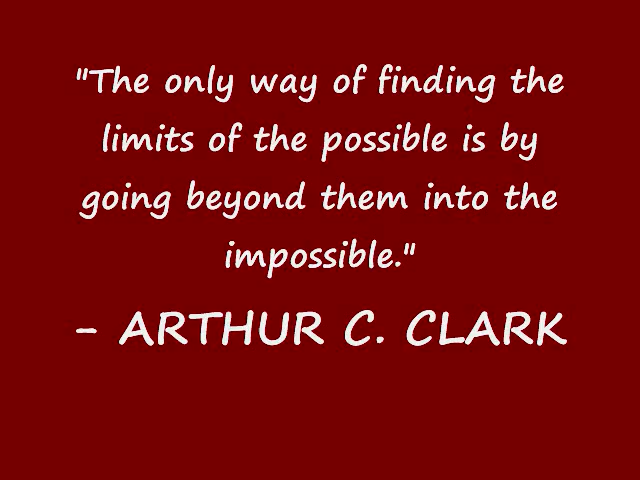 "The only way of finding the
limits of the possible is by
going beyond them into the
impossible."
- ARTHUR C. CLARK